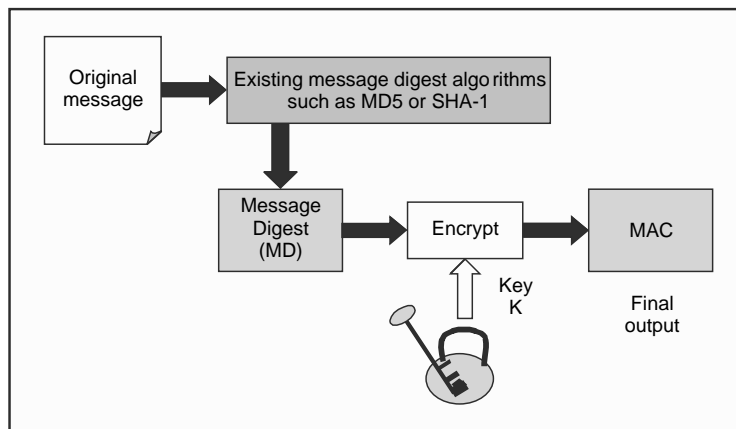 Original
message
Existing message digest algo rithms
such as MD5 or SHA-1
Message
Digest
(MD)
Encrypt
MAC
Key
K
Final
output